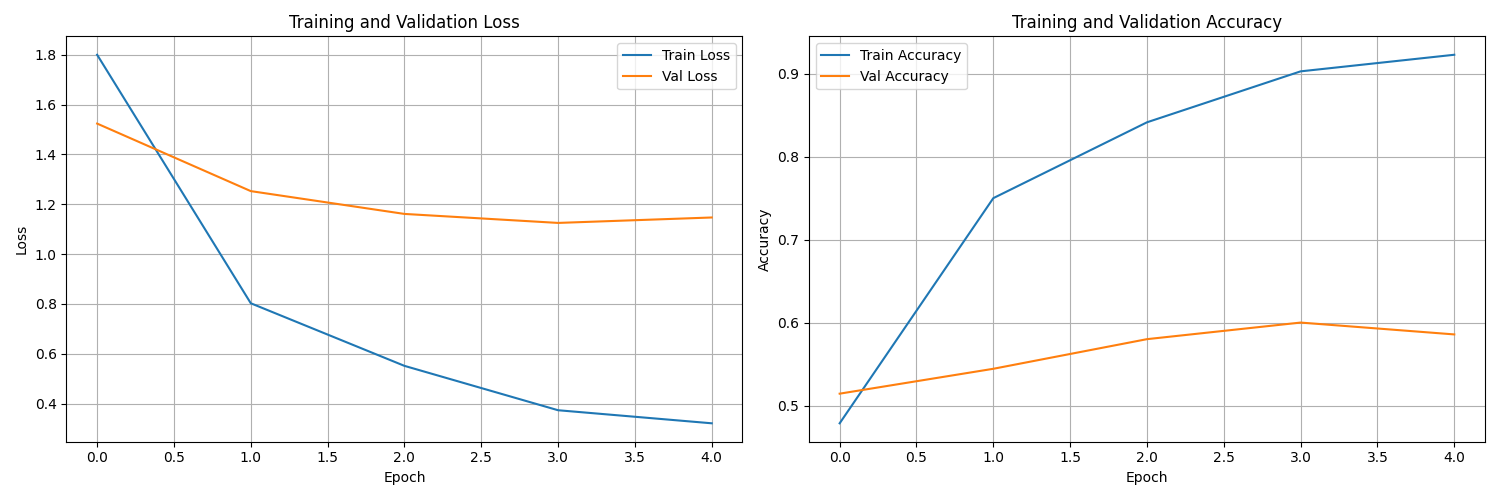 Training and Validation Loss
Train Loss
Val Loss
1.8
1.6
1.4
1.2
1.0
0.8
0.6
0.4
Loss
0.0 0.5 1.0 1.5 2.0 2.5 3.0 3.5 4.0
Epoch
Training and Validation Accuracy
Train Accuracy
Val Accuracy
0.9
0.8
0.7
0.6
0.5
Accuracy
0.0 0.5 1.0 1.5 2.0 2.5 3.0 3.5 4.0
Epoch